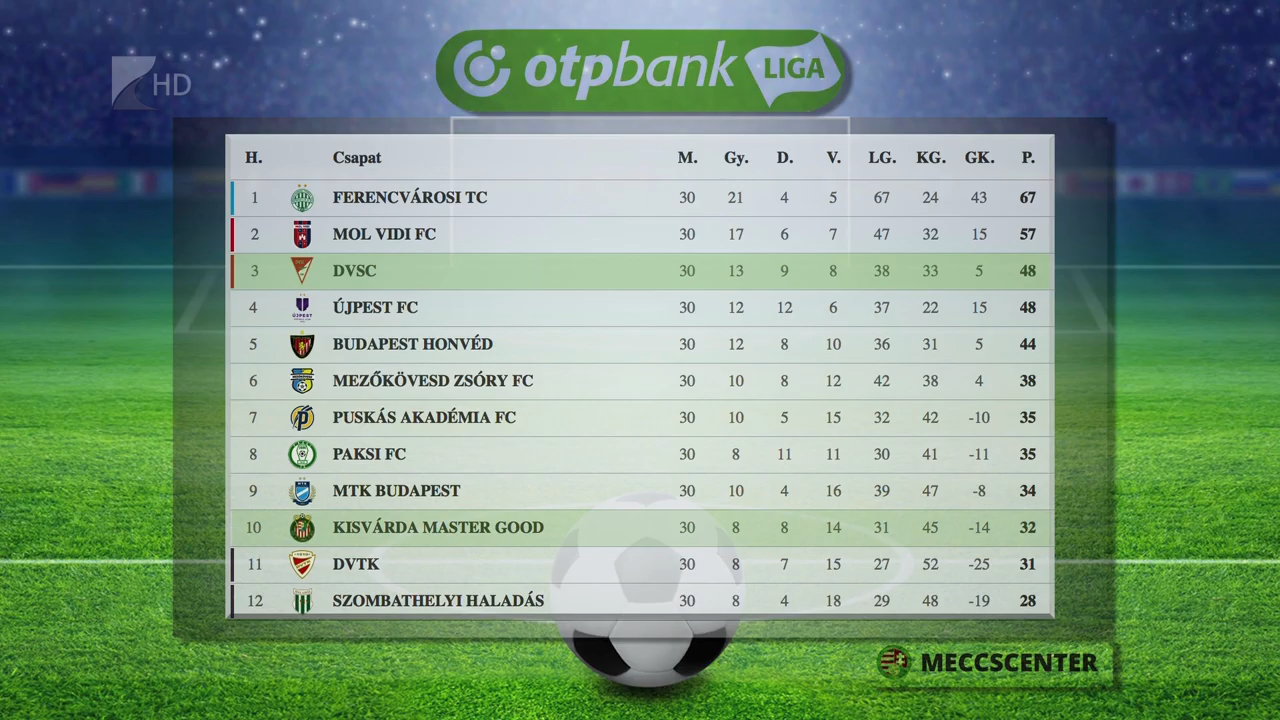 otpbank LIGA
HD
H. Csapat M. Gy. D. V. LG. KG. GK. P.
1 FERENCVÁROSI TC 30 21 4 5 67 24 43 67
2 MOL VIDI FC 30 17 6 7 47 32 15 57
3 DVSC 30 13 9 8 38 33 5 48
4 ÚJPEST FC 30 12 12 6 37 22 15 48
5 BUDAPEST HONVÉD 30 12 8 10 36 31 5 44
6 MEZŐKÖVESD ZSÓRY FC 30 10 8 12 42 38 4 38
7 PUSKÁS AKADÉMIA FC 30 10 5 15 32 42 -10 35
8 PAKSI FC 30 8 11 11 30 41 -11 35
9 MTK BUDAPEST 30 10 4 16 39 47 -8 34
10 KISVÁRDA MASTER GOOD 30 8 8 14 31 45 -14 32
11 DVTK 30 8 7 15 27 52 -25 31
12 SZOMBATHELYI HALADÁS 30 8 4 18 29 48 -19 28
MECCSCENTER